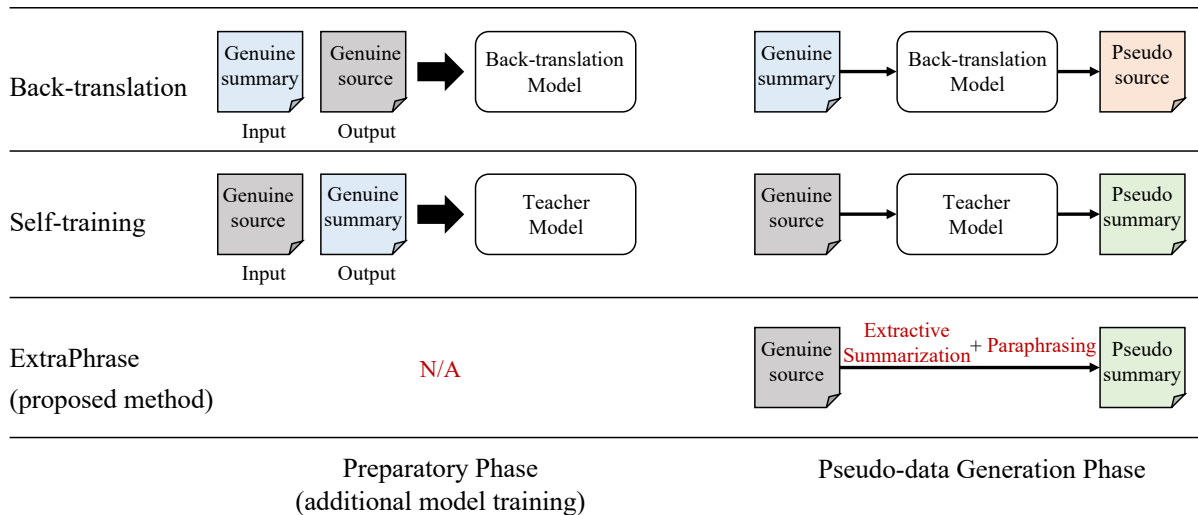 Back-translation
Genuine
summary
Input
Genuine
source
Output
Back-translation
Model
Genuine
summary
Back-translation
Model
Pseudo
source
Self-training
Genuine
source
Input
Genuine
summary
Output
Teacher
Model
Genuine
source
Teacher
Model
Pseudo
summary
ExtraPhrase
(proposed method)
N/A
Genuine
source
Extractive
Summarization
+ Paraphrasing
Pseudo
summary
Preparatory Phase
(additional model training)
Pseudo-data Generation Phase